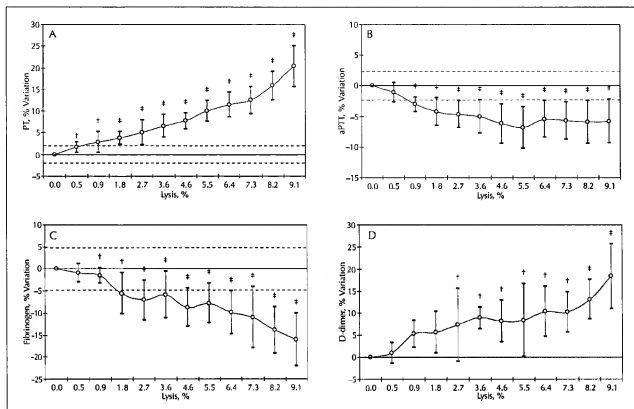 A
PT, % Variation
30
25
20
15
10
5
0
−5
† † ‡ ‡ ‡ ‡ ‡ † ‡ ‡ ‡
0.0 0.5 0.9 1.8 2.7 3.6 4.6 5.5 6.4 7.3 8.2 9.1
Lysis, %
B
aPTT, % Variation
10
5
0
−5
−10
−15
0.0 0.5 0.9 1.8 2.7 3.6 4.6 5.5 6.4 7.3 8.2 9.1
Lysis, %
C
Fibrinogen, % Variation
10
5
0
−5
−10
−15
−20
−25
† † ‡ ‡ ‡ ‡ ‡ ‡ ‡ ‡
0.0 0.5 0.9 1.8 2.7 3.6 4.6 5.5 6.4 7.3 8.2 9.1
Lysis, %
D
D-dimer, % Variation
30
25
20
15
10
5
0
−5
† † † † † † ‡ ‡
0.0 0.5 0.9 1.8 2.7 3.6 4.6 5.5 6.4 7.3 8.2 9.1
Lysis, %